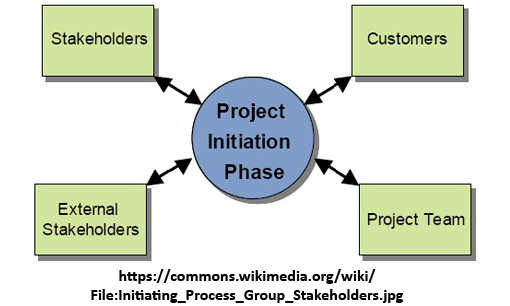 Stakeholders
Customers
Project
Initiation
Phase
External
Stakeholders
Project Team
https://commons.wikimedia.org/wiki/
File:Initiating_Process_Group_Stakeholders.jpg